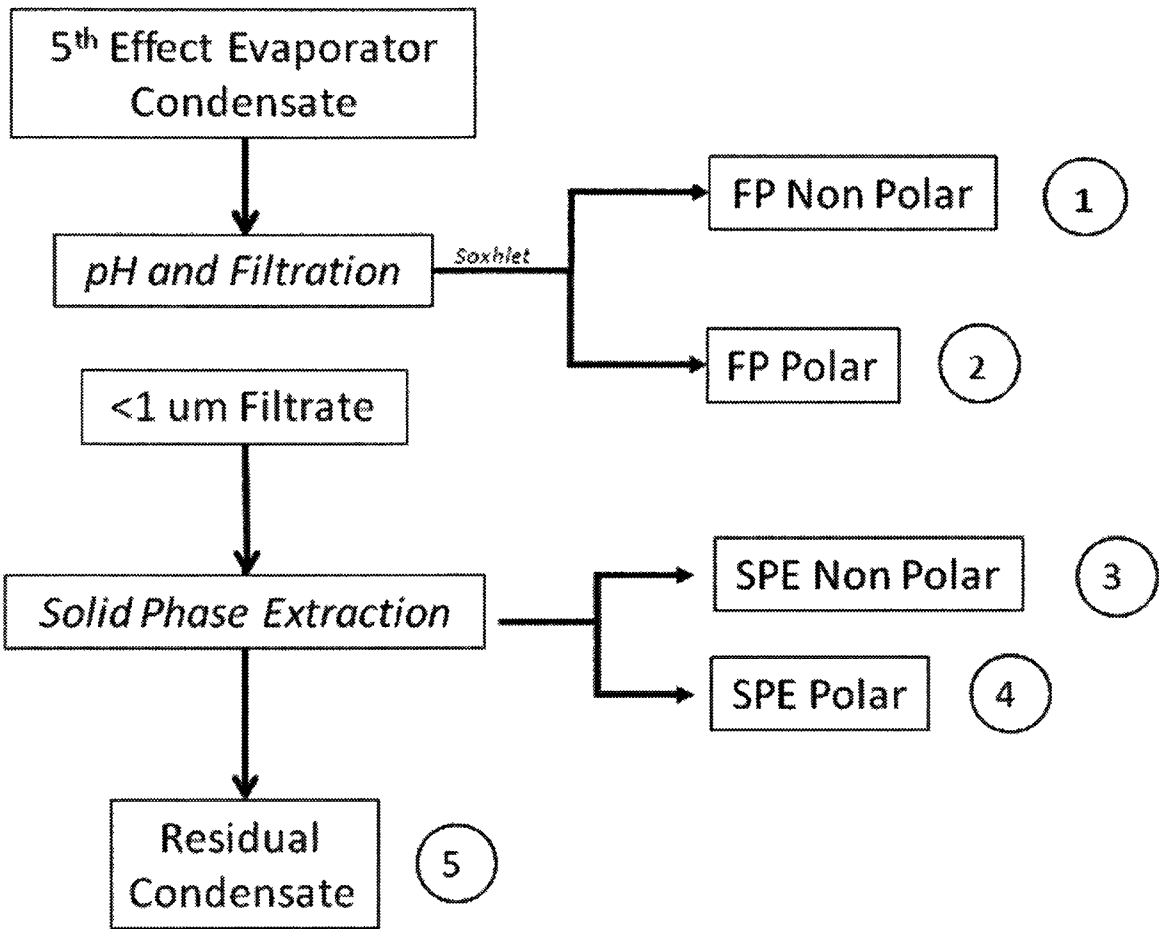 5th Effect Evaporator
Condensate
FP Non Polar
1
pH and Filtration
Soxhlet
FP Polar
2
<1 um Filtrate
SPE Non Polar
3
Solid Phase Extraction
SPE Polar
4
Residual
Condensate
5